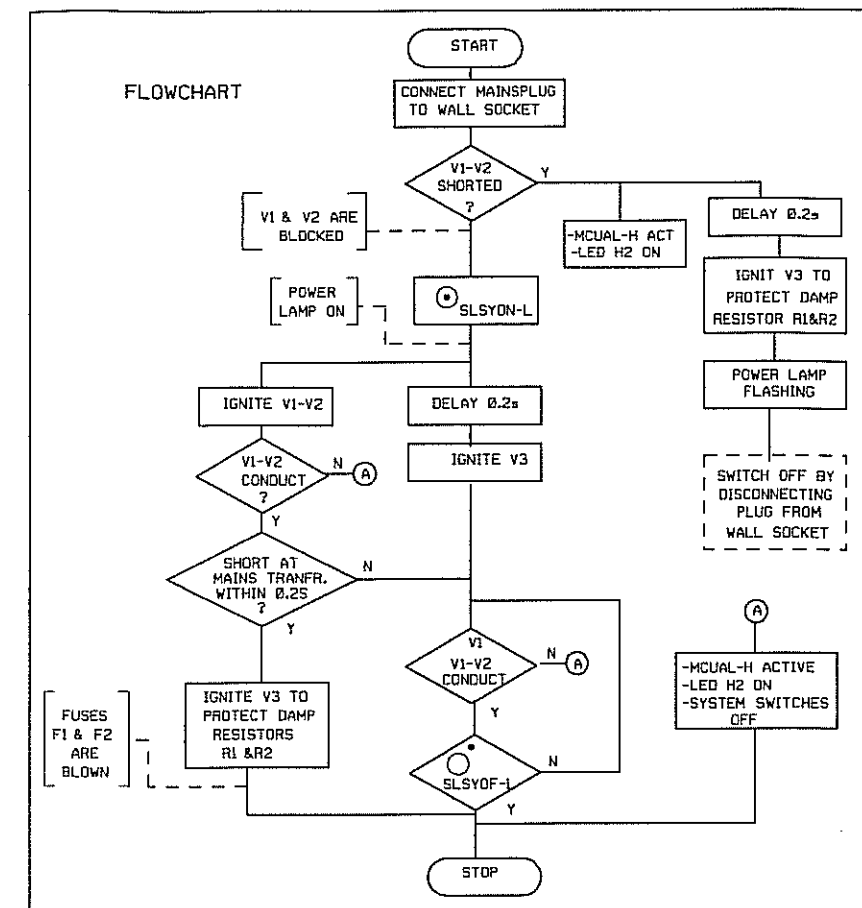 START
FLOWCHART
CONNECT MAINSPLUG
TO WALL SOCKET
V1-V2
SHORTED
?
Y
V1 & V2 ARE
BLOCKED
-MCUAL-H ACT
-LED H2 ON
DELAY 0.2s
IGNIT V3 TO
PROTECT DAMP
RESISTOR R1&R2
POWER
LAMP ON
SLSYON-L
POWER LAMP
FLASHING
IGNITE V1-V2
DELAY 0.2s
V1-V2
CONDUCT
?
N
A
Y
IGNITE V3
SWITCH OFF BY
DISCONNECTING
PLUG FROM
WALL SOCKET
SHORT AT
MAINS TRANFR.
WITHIN 0.2S
?
N
Y
V1
V1-V2
CONDUCT
N
A
Y
A
-MCUAL-H ACTIVE
-LED H2 ON
-SYSTEM SWITCHES
OFF
IGNITE V3 TO
PROTECT DAMP
RESISTORS
R1 &R2
FUSES
F1 & F2
ARE
BLOWN
SLSYOF-1
N
Y
STOP